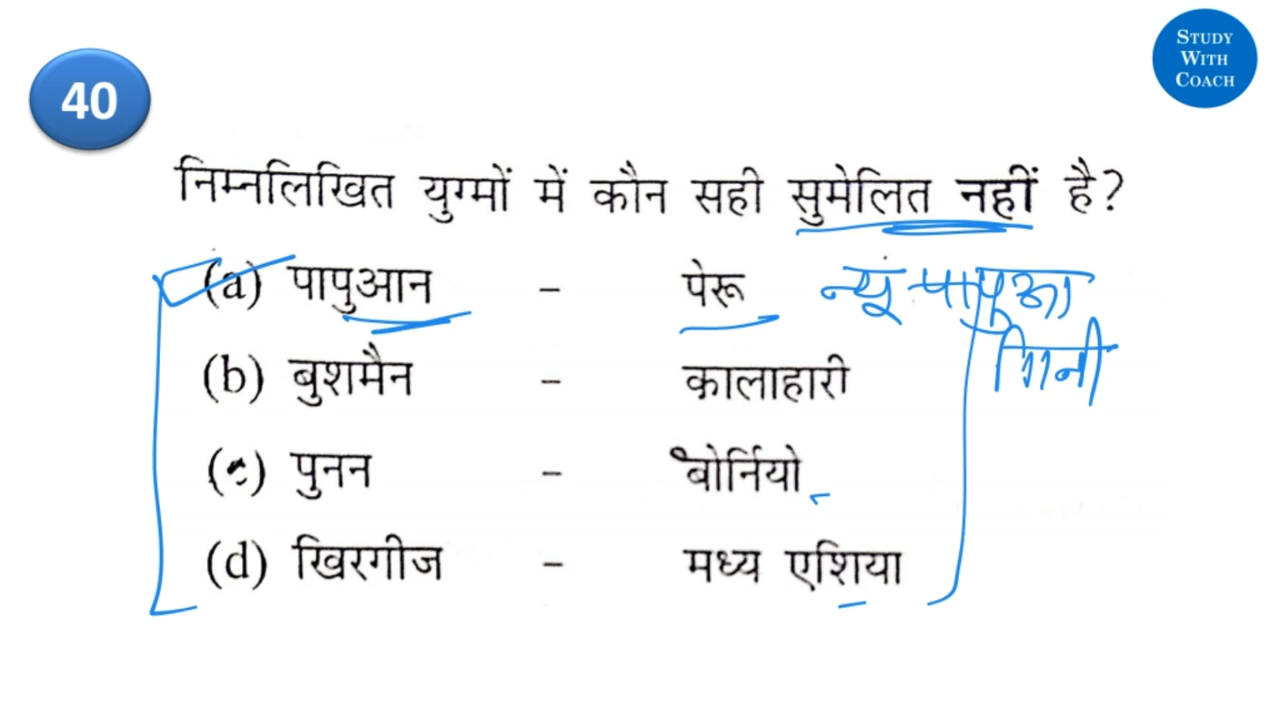 STUDY
WITH
COACH
40
निम्नलिखित युग्मों में कौन सही सुमेलित नहीं है?
(a) पापुआन - पेरू न्यू पापुआ
गिनी
(b) बुशमैन - कालाहारी
(c) पुनन - बोर्नियो
(d) खिरगीज - मध्य एशिया